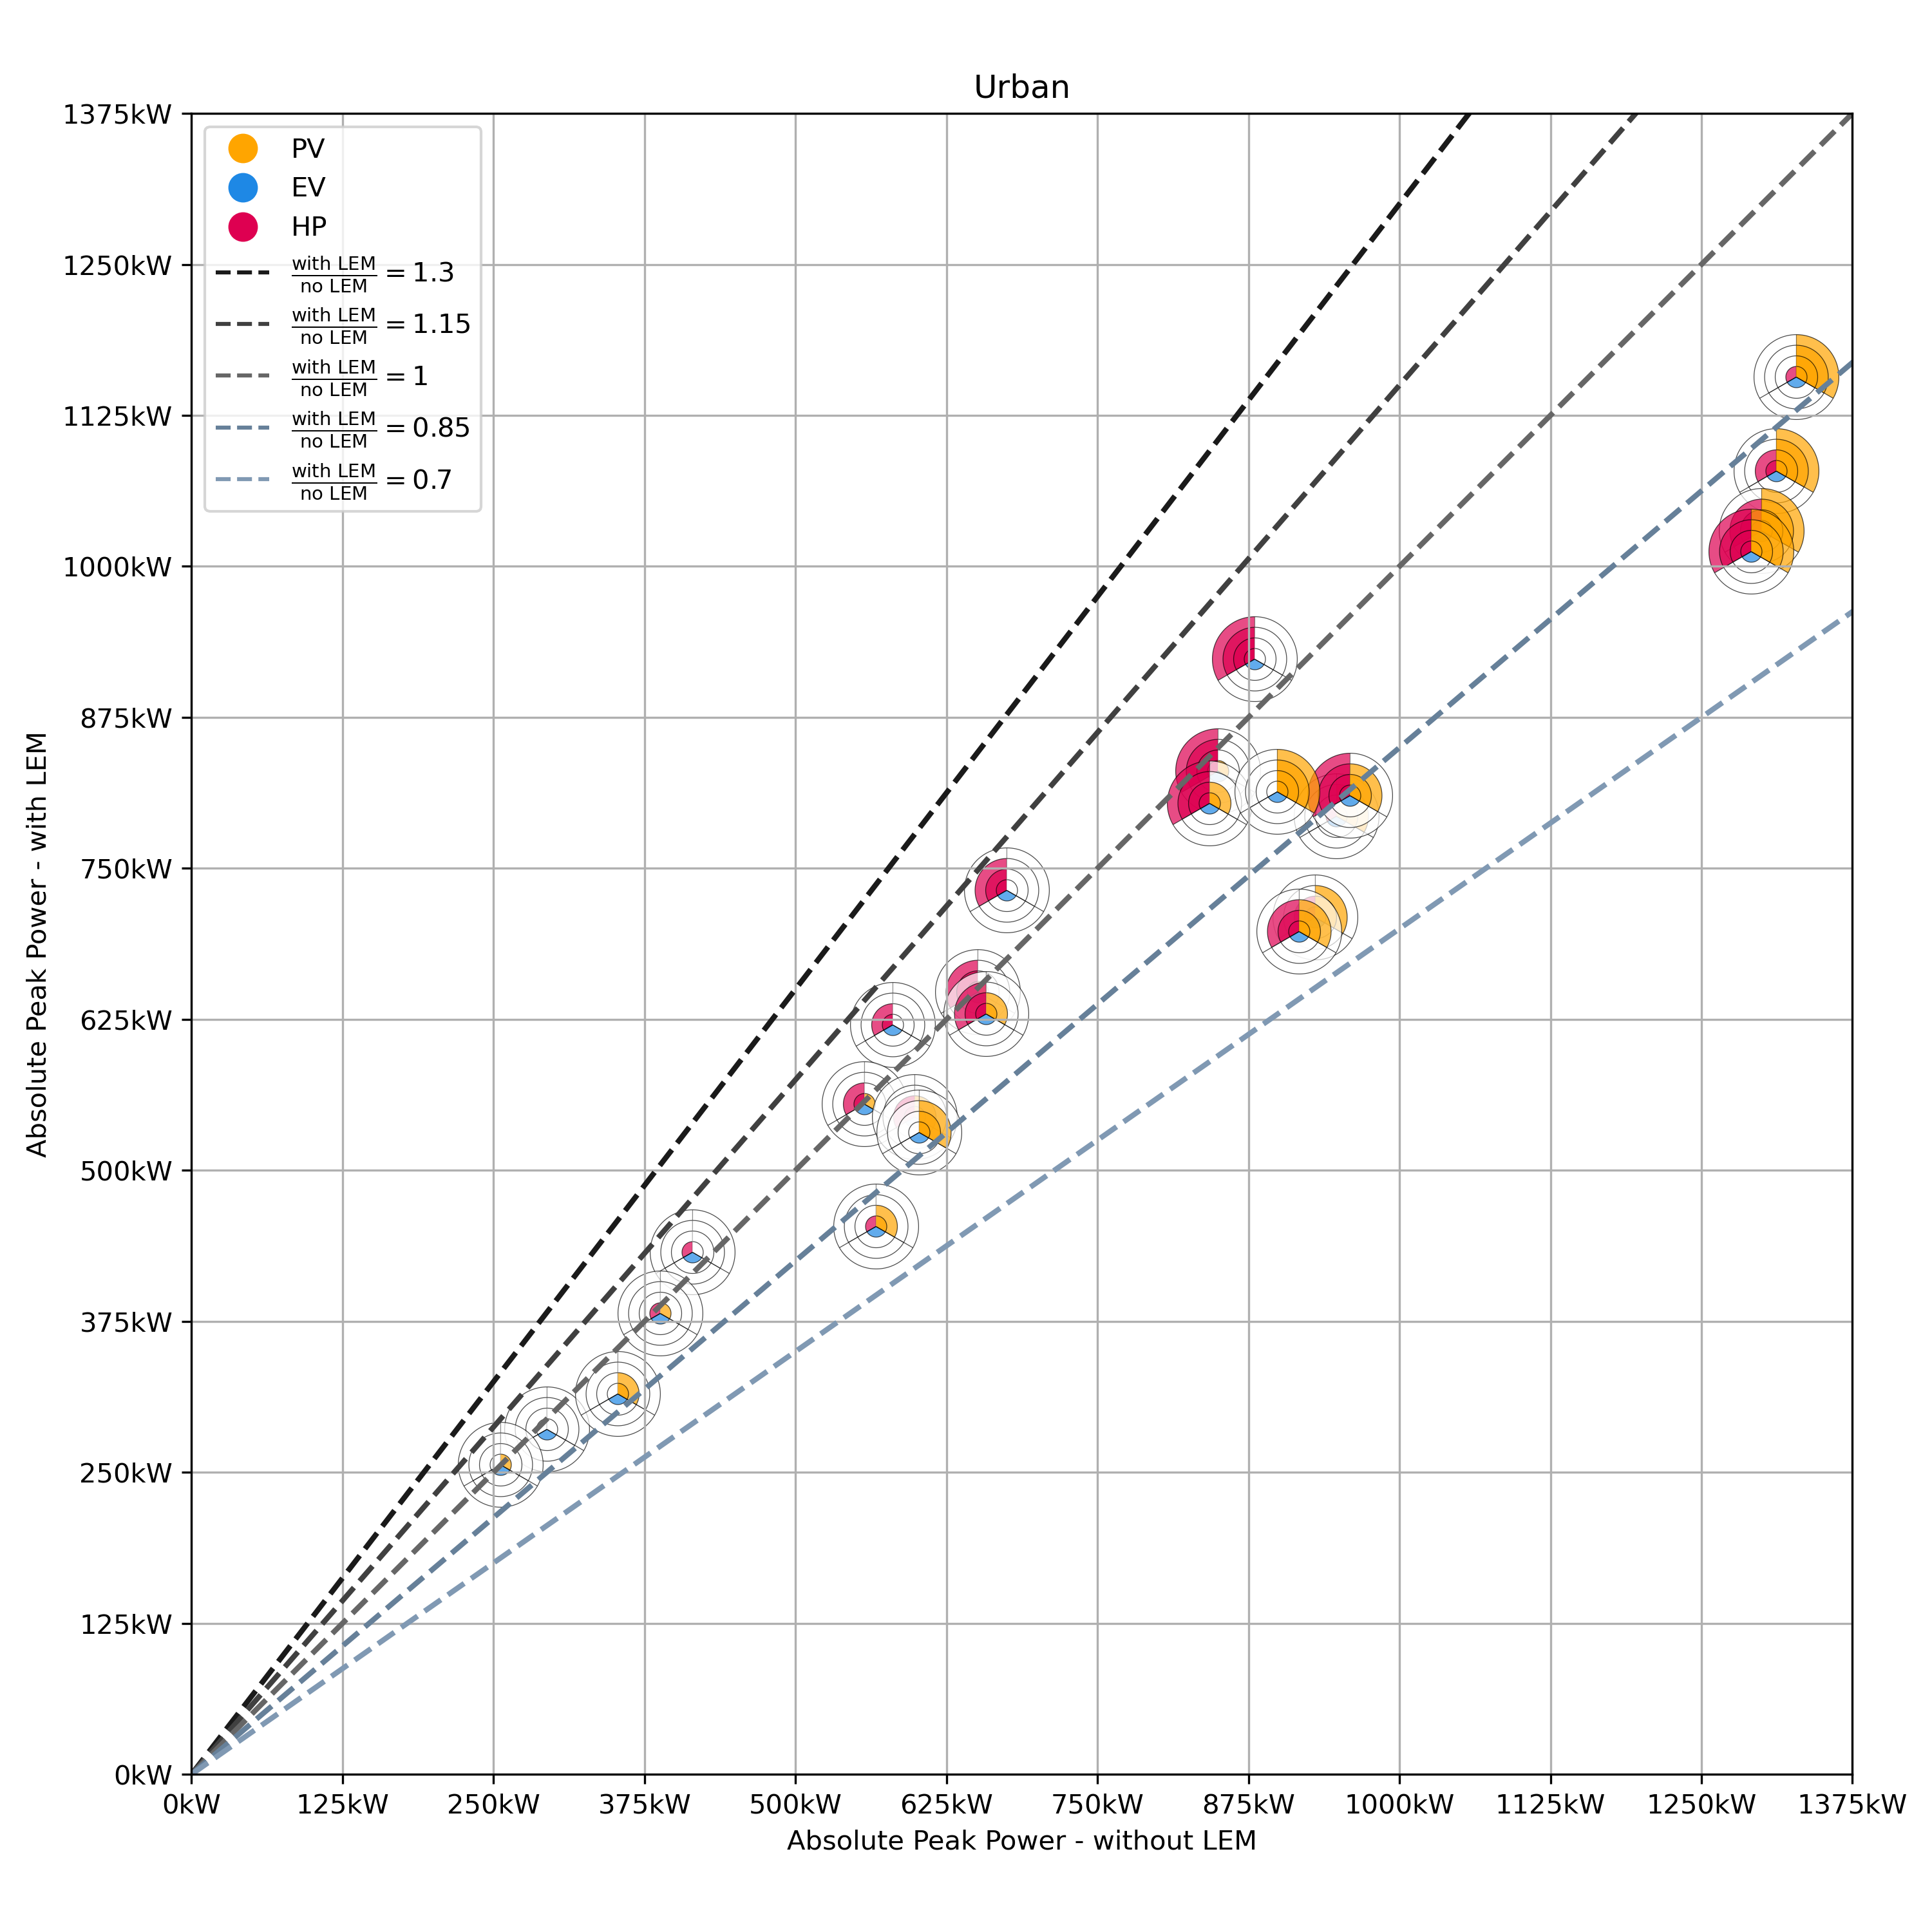 Urban
1375kW
1250kW
1125kW
1000kW
875kW
750kW
625kW
500kW
375kW
250kW
125kW
0kW
Absolute Peak Power - with LEM
PV
EV
HP
with LEM
no LEM
= 1.3
with LEM
no LEM
= 1.15
with LEM
no LEM
= 1
with LEM
no LEM
= 0.85
with LEM
no LEM
= 0.7
0kW 125kW 250kW 375kW 500kW 625kW 750kW 875kW 1000kW 1125kW 1250kW 1375kW
Absolute Peak Power - without LEM